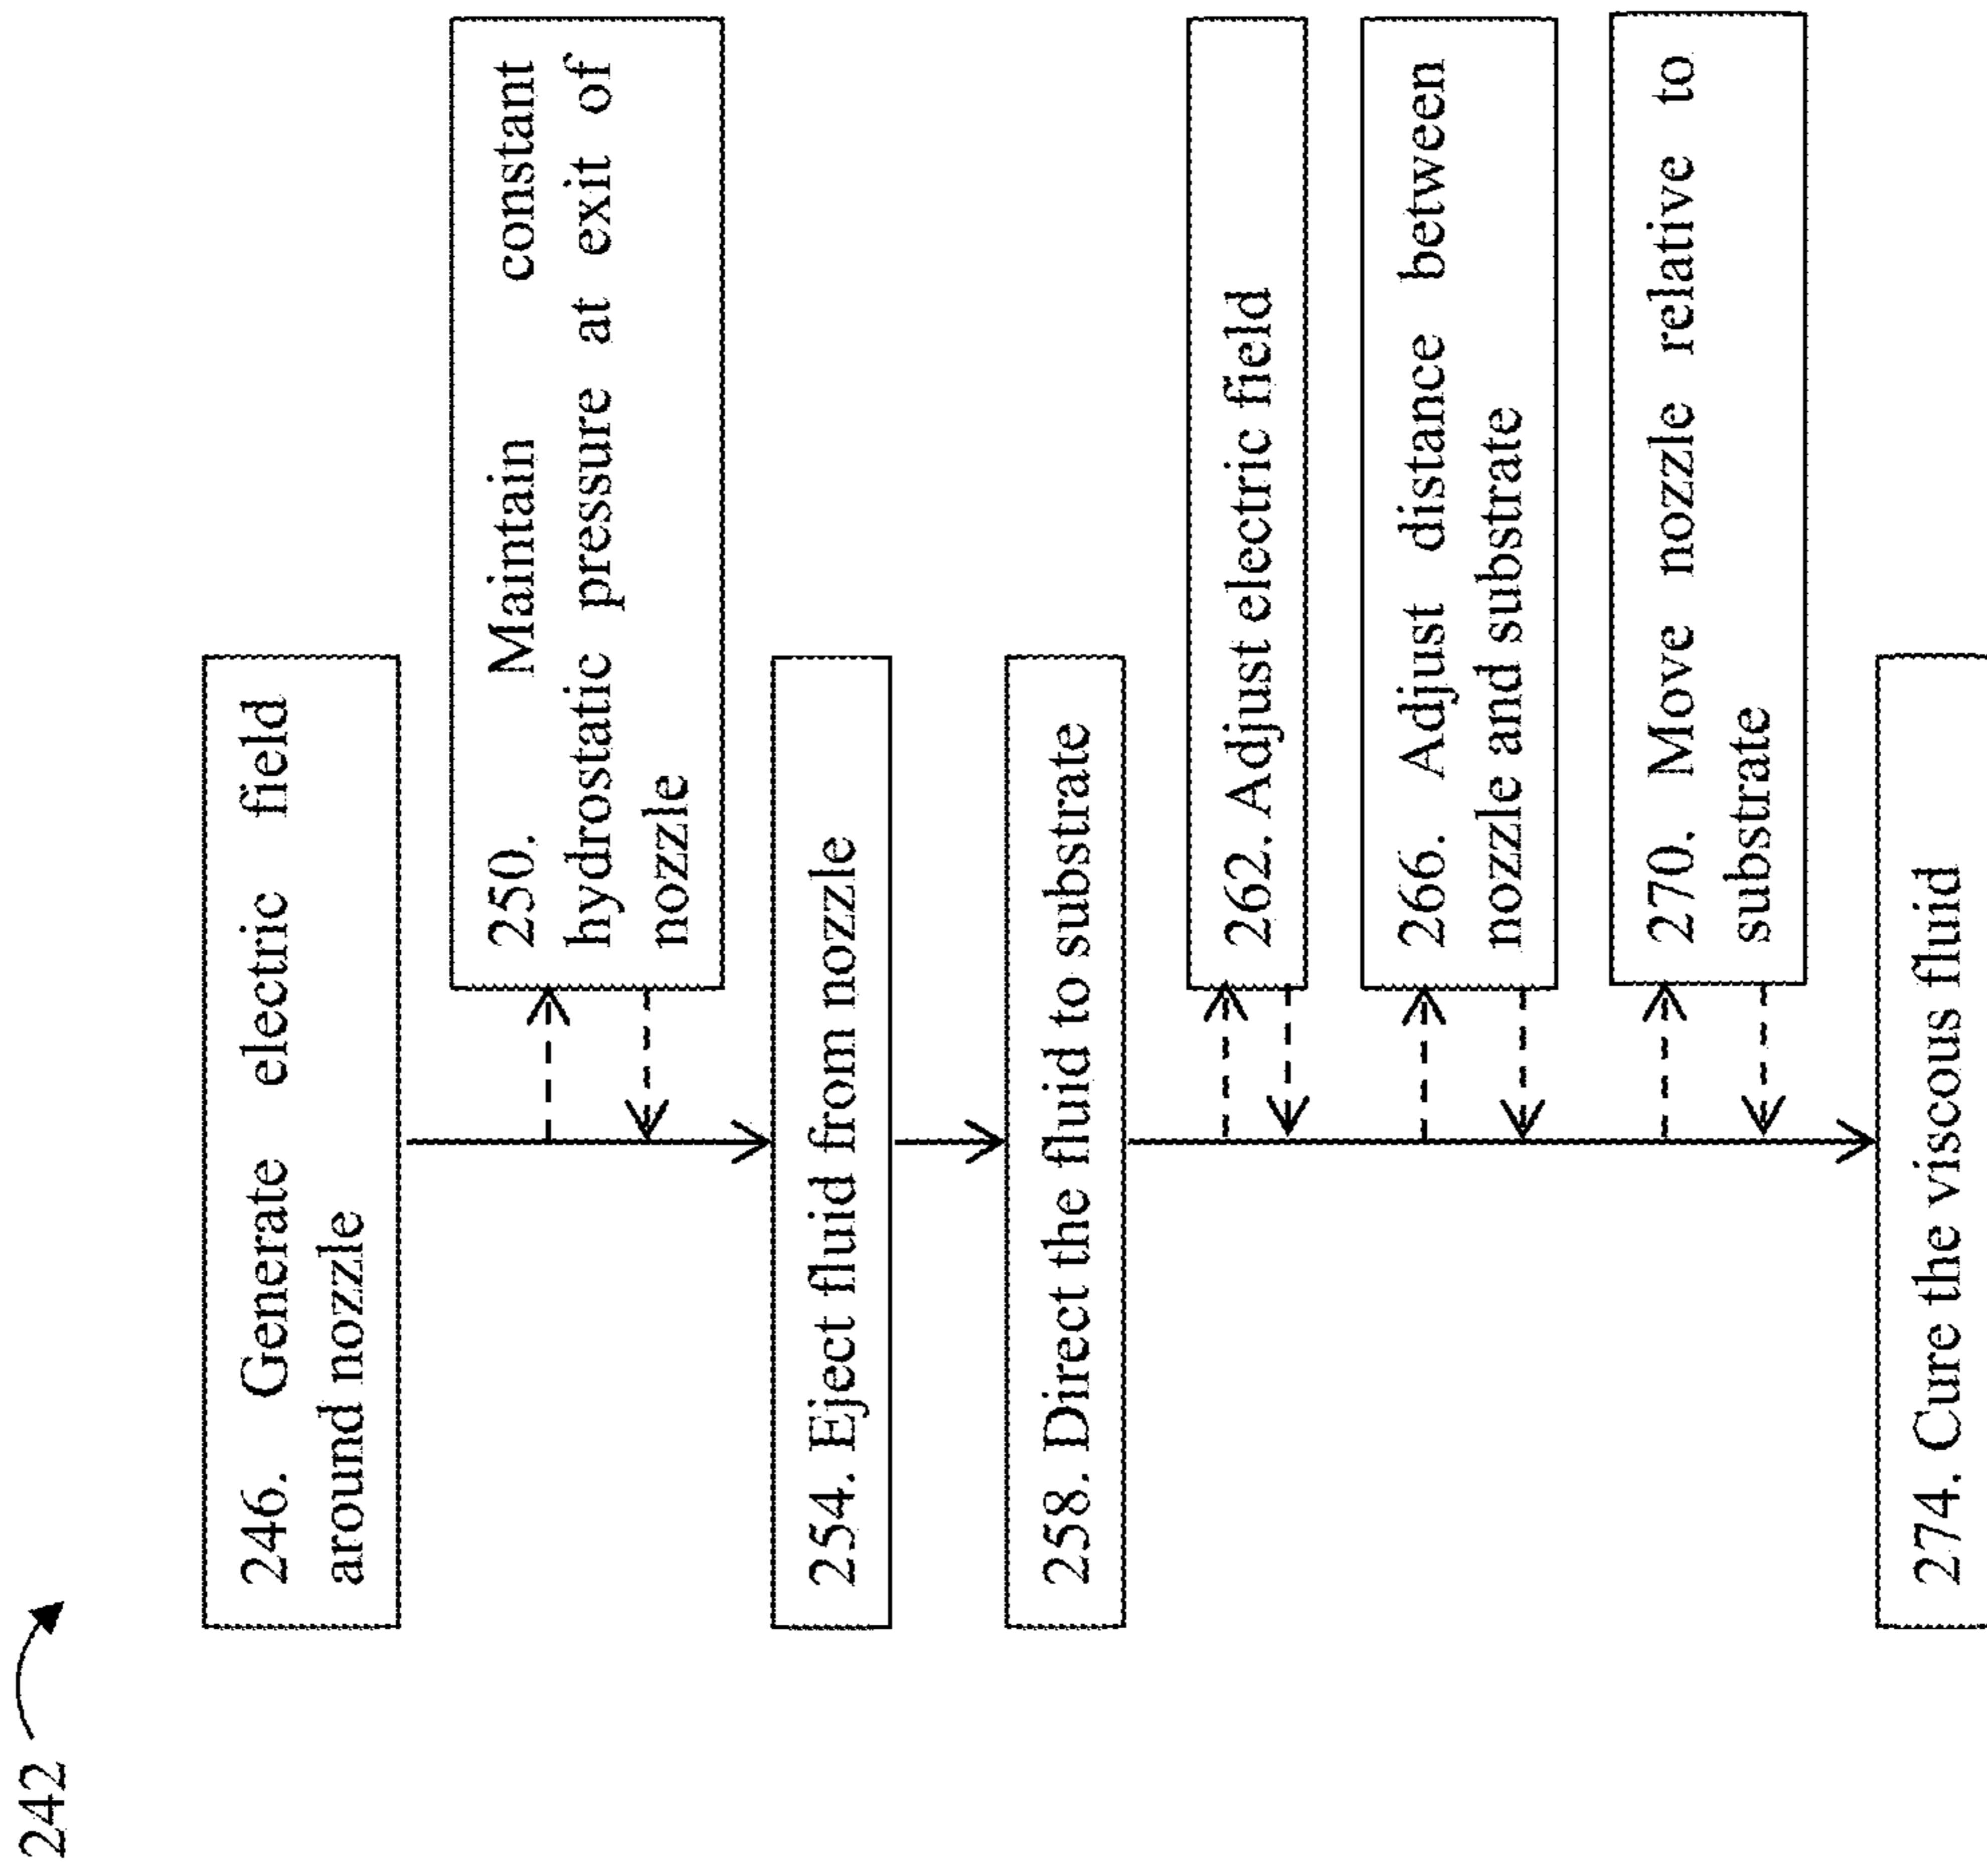 242
246. Generate electric field
around nozzle
250. Maintain constant
hydrostatic pressure at exit of
nozzle
254. Eject fluid from nozzle
258. Direct the fluid to substrate
262. Adjust electric field
266. Adjust distance between
nozzle and substrate
270. Move nozzle relative to
substrate
274. Cure the viscous fluid